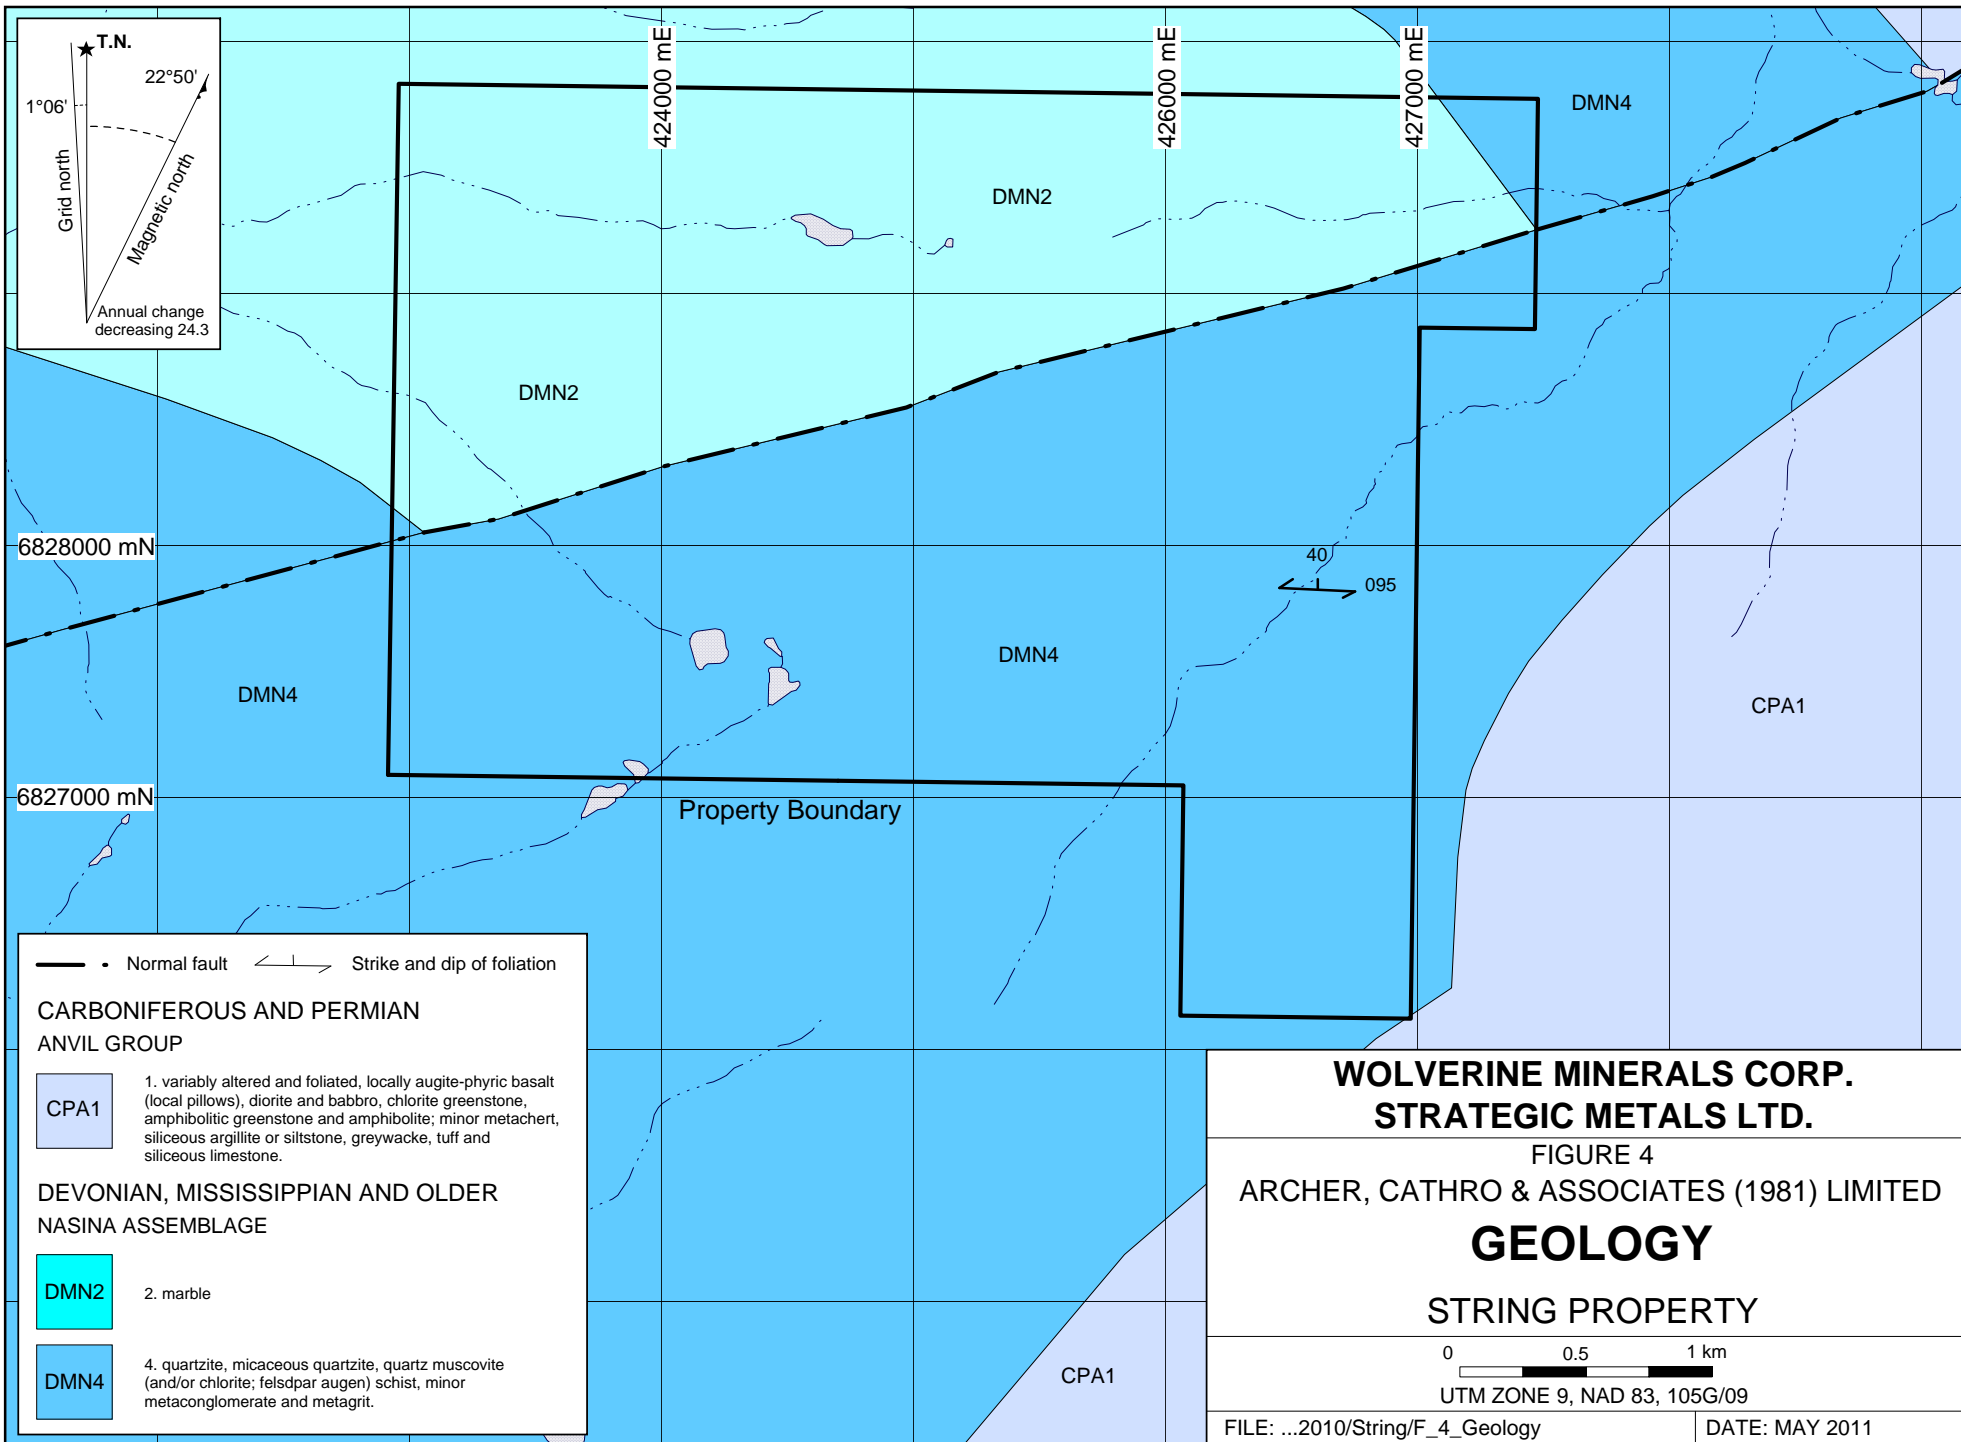 T.N.
22°50'
1°06'
Grid north
Magnetic north
Annual change
decreasing 24.3
424000 mE
426000 mE
427000 mE
DMN4
DMN2
DMN2
6828000 mN
40
095
DMN4
DMN4
CPA1
6827000 mN
Property Boundary
Normal fault
Strike and dip of foliation
CARBONIFEROUS AND PERMIAN
ANVIL GROUP
CPA1
1. variably altered and foliated, locally augite-phyric basalt
(local pillows), diorite and babbro, chlorite greenstone,
amphibolitic greenstone and amphibolite; minor metachert,
siliceous argillite or siltstone, greywacke, tuff and
siliceous limestone.
DEVONIAN, MISSISSIPPIAN AND OLDER
NASINA ASSEMBLAGE
DMN2
2. marble
DMN4
4. quartzite, micaceous quartzite, quartz muscovite
(and/or chlorite; felsdpar augen) schist, minor
metaconglomerate and metagrit.
CPA1
WOLVERINE MINERALS CORP.
STRATEGIC METALS LTD.
FIGURE 4
ARCHER, CATHRO & ASSOCIATES (1981) LIMITED
GEOLOGY
STRING PROPERTY
0 0.5 1 km
UTM ZONE 9, NAD 83, 105G/09
FILE: ...2010/String/F_4_Geology
DATE: MAY 2011